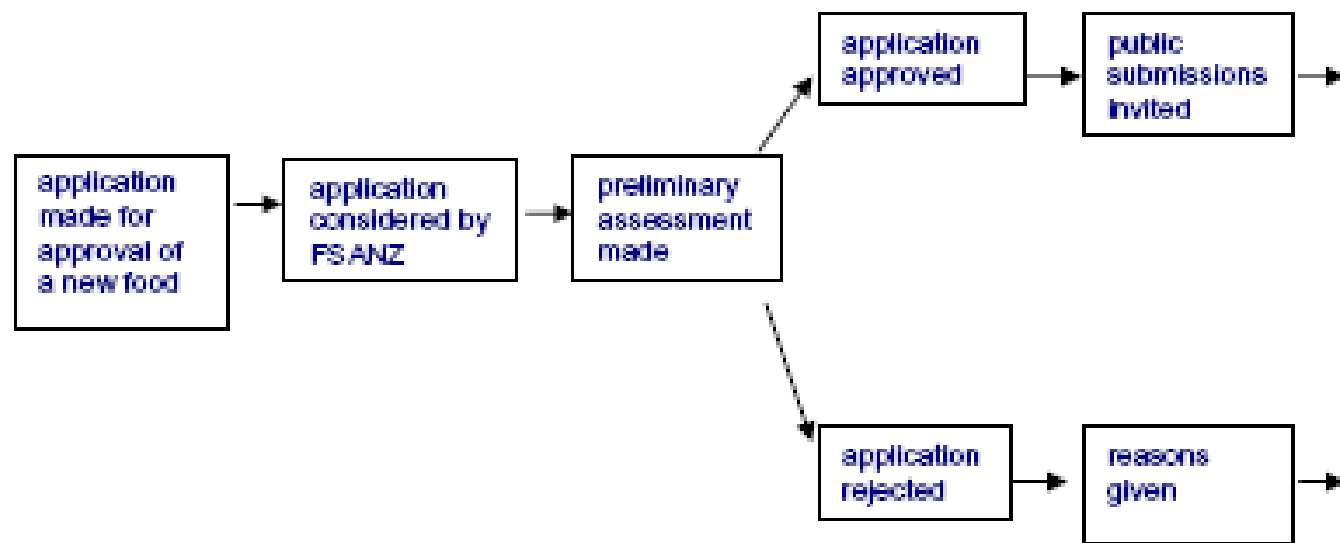 application
made for
approval of
a new food
application
considered by
FSANZ
preliminary
assessment
made
application
approved
public
submissions
invited
application
rejected
reasons
given